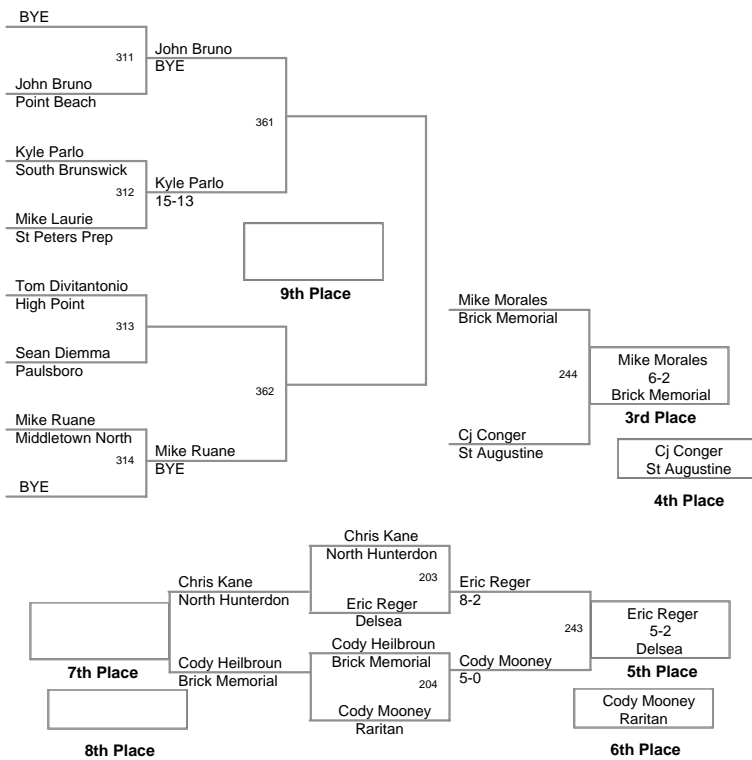 BYE
311
John Bruno
BYE
John Bruno
Point Beach
361
Kyle Parlo
South Brunswick
312
Kyle Parlo
15-13
Mike Laurie
St Peters Prep
9th Place
Tom Divitantonio
High Point
313
Sean Diemma
Paulsboro
362
Mike Ruane
Middletown North
314
Mike Ruane
BYE
BYE
Mike Morales
Brick Memorial
244
Mike Morales
6-2
Brick Memorial
3rd Place
Cj Conger
St Augustine
Cj Conger
St Augustine
4th Place
Chris Kane
North Hunterdon
203
Chris Kane
North Hunterdon
Eric Reger
8-2
Eric Reger
Delsea
243
Eric Reger
5-2
Delsea
5th Place
Cody Heilbroun
Brick Memorial
204
Cody Heilbroun
Brick Memorial
Cody Mooney
5-0
Cody Mooney
Raritan
7th Place
8th Place
Cody Mooney
Raritan
6th Place